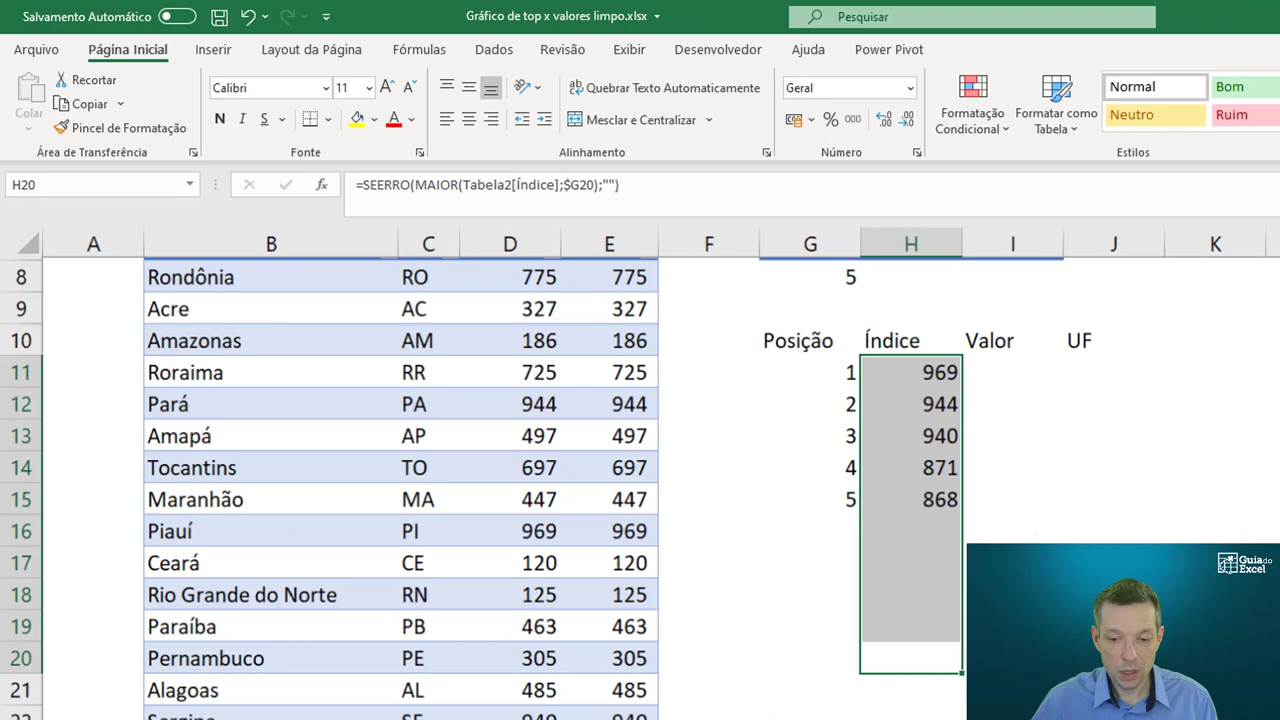 Salvamento Automático
Gráfico de top x valores limpo.xlsx
Pesquisar
Arquivo Página Inicial Inserir Layout da Página Fórmulas Dados Revisão Exibir Desenvolvedor Ajuda Power Pivot
Colar
Recortar
Copiar
Pincel de Formatação
Área de Transferência
Calibri 11
N I S
Fonte
Quebrar Texto Automaticamente
Mesclar e Centralizar
Alinhamento
Geral
% 000
Número
Formatação Condicional
Formatar como Tabela
Normal Bom
Neutro Ruim
Estilos
H20 fx =SEERRO(MAIOR(Tabela2[Índice];$G20);"")
A B C D E F G H I J K
8 Rondônia RO 775 775 5
9 Acre AC 327 327
10 Amazonas AM 186 186 Posição Índice Valor UF
11 Roraima RR 725 725 1 969
12 Pará PA 944 944 2 944
13 Amapá AP 497 497 3 940
14 Tocantins TO 697 697 4 871
15 Maranhão MA 447 447 5 868
16 Piauí PI 969 969
17 Ceará CE 120 120
18 Rio Grande do Norte RN 125 125
19 Paraíba PB 463 463
20 Pernambuco PE 305 305
21 Alagoas AL 485 485
Guia do Excel